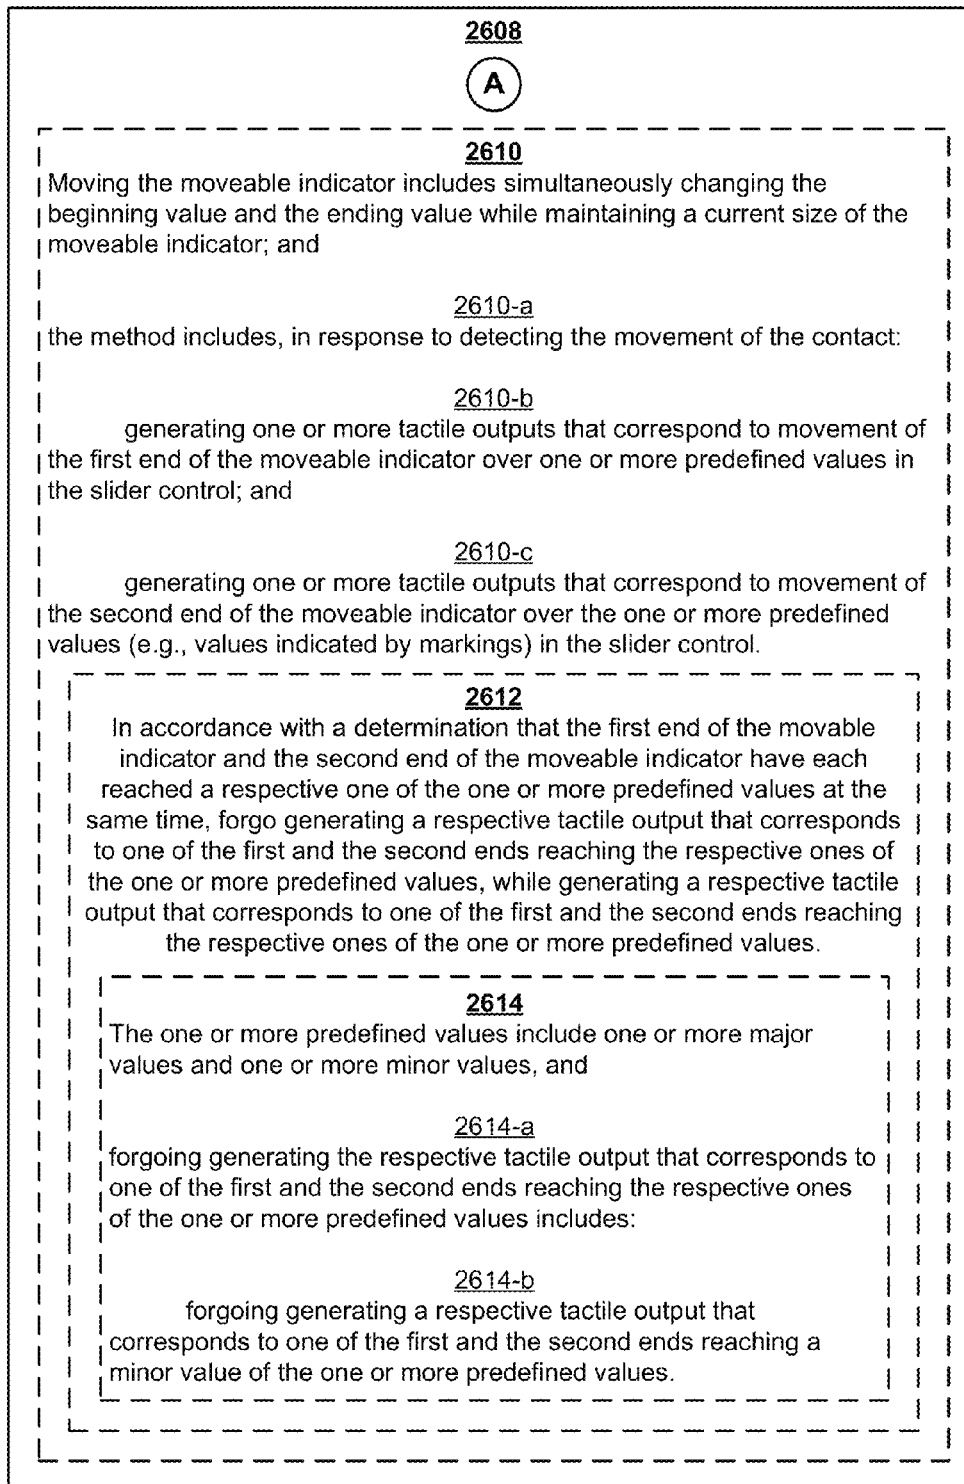 2608
A
2610
Moving the moveable indicator includes simultaneously changing the
beginning value and the ending value while maintaining a current size of the
moveable indicator; and
2610-a
the method includes, in response to detecting the movement of the contact:
2610-b
generating one or more tactile outputs that correspond to movement of
the first end of the moveable indicator over one or more predefined values in
the slider control; and
2610-c
generating one or more tactile outputs that correspond to movement of
the second end of the moveable indicator over the one or more predefined
values (e.g., values indicated by markings) in the slider control.
2612
In accordance with a determination that the first end of the movable
indicator and the second end of the moveable indicator have each
reached a respective one of the one or more predefined values at the
same time, forgo generating a respective tactile output that corresponds
to one of the first and the second ends reaching the respective ones of
the one or more predefined values, while generating a respective tactile
output that corresponds to one of the first and the second ends reaching
the respective ones of the one or more predefined values.
2614
The one or more predefined values include one or more major
values and one or more minor values, and
2614-a
forgoing generating the respective tactile output that corresponds to
one of the first and the second ends reaching the respective ones
of the one or more predefined values includes:
2614-b
forgoing generating a respective tactile output that
corresponds to one of the first and the second ends reaching a
minor value of the one or more predefined values.